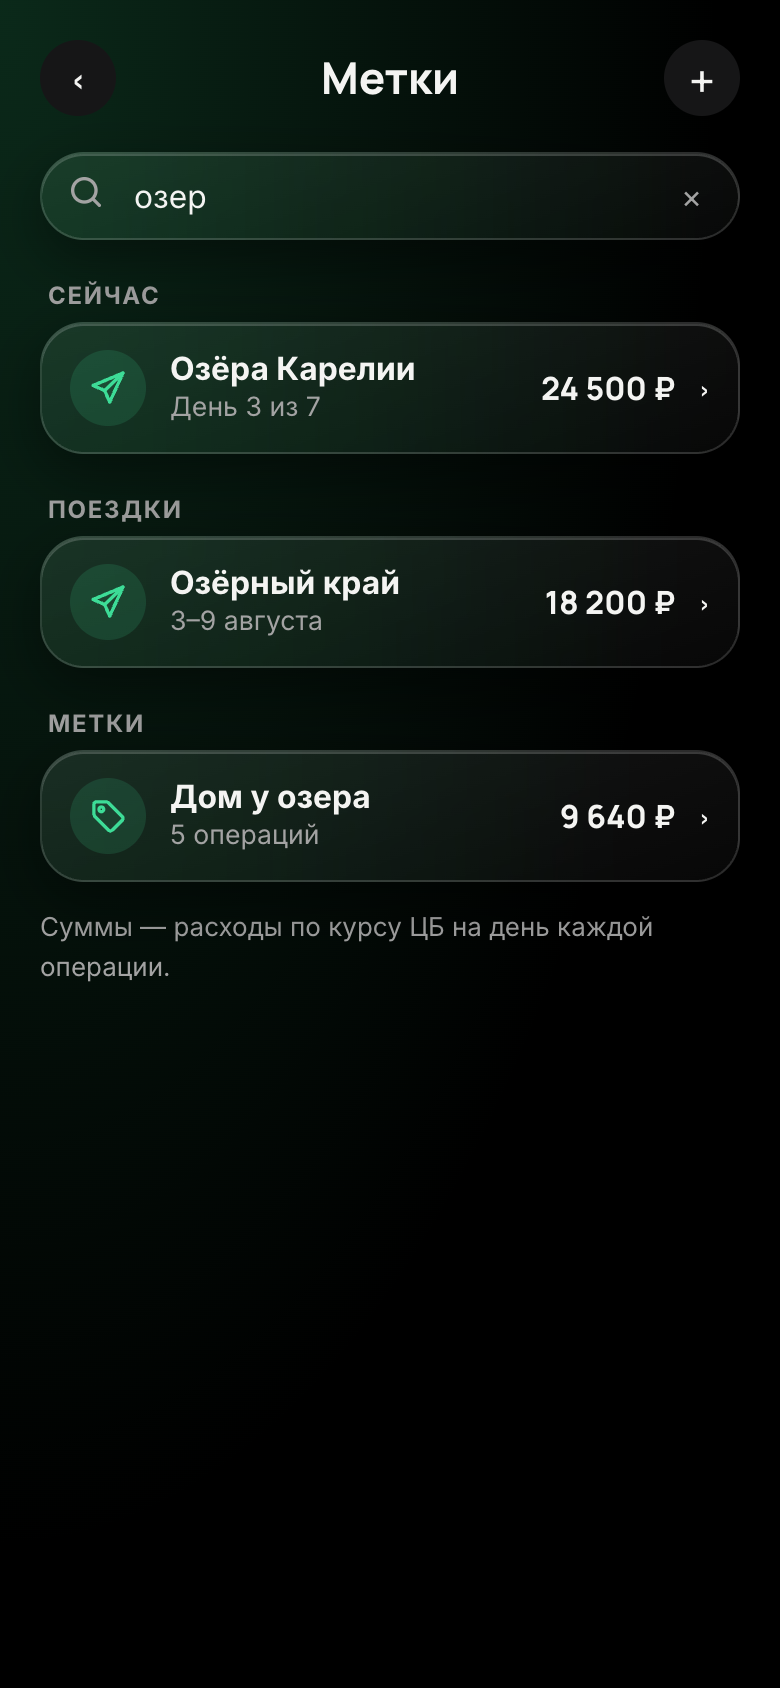 ‹ Метки +
озер ×
СЕЙЧАС
Озёра Карелии
День 3 из 7
24 500 ₽ ›
ПОЕЗДКИ
Озёрный край
3–9 августа
18 200 ₽ ›
МЕТКИ
Дом у озера
5 операций
9 640 ₽ ›
Суммы — расходы по курсу ЦБ на день каждой
операции.